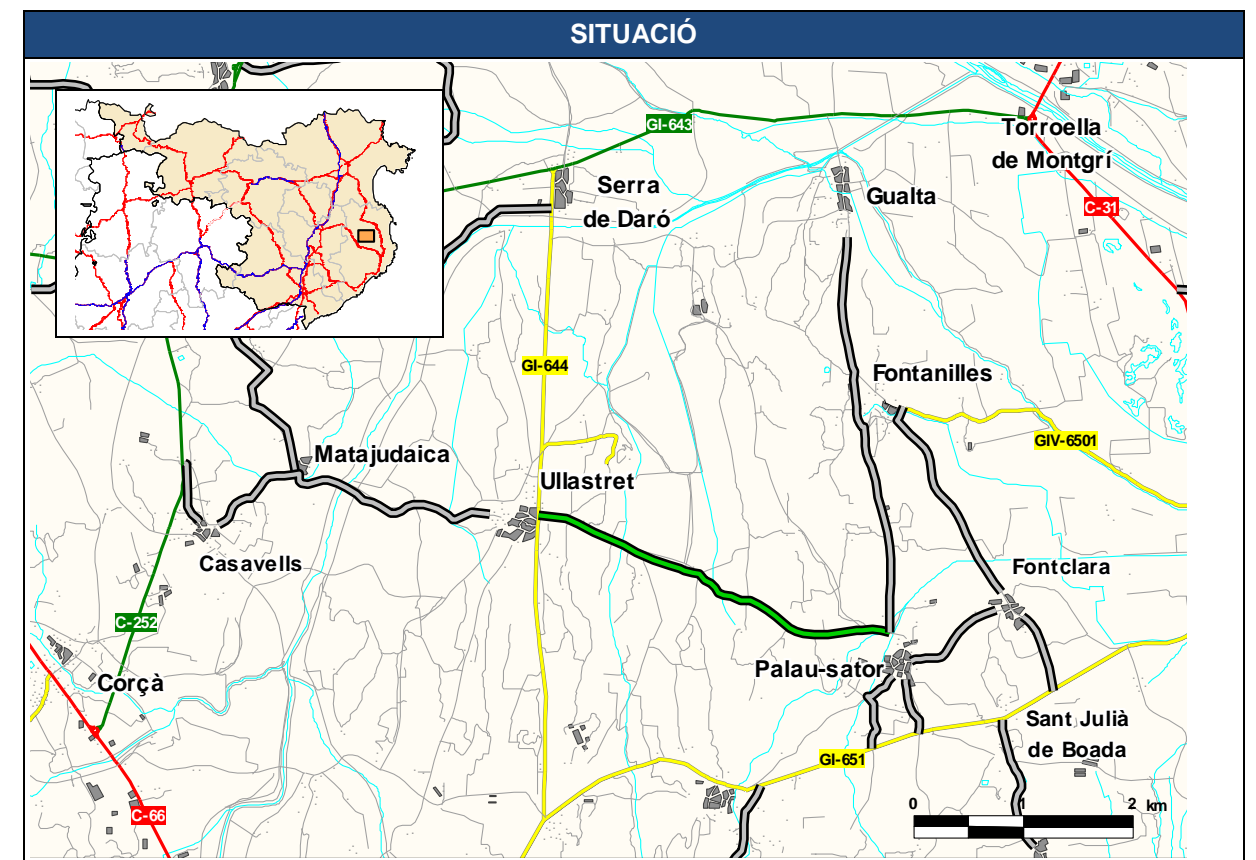 SITUACIÓ
GI-643
Torroella
de Montgrí
Serra
de Daró
Gualta
C-31
GI-644
Fontanilles
GIV-6501
Matajudaica
Ullastret
Casavells
Fontclara
C-252
Palau-sator
Corçà
Sant Julià
de Boada
GI-651
C-66
0 1 2 km